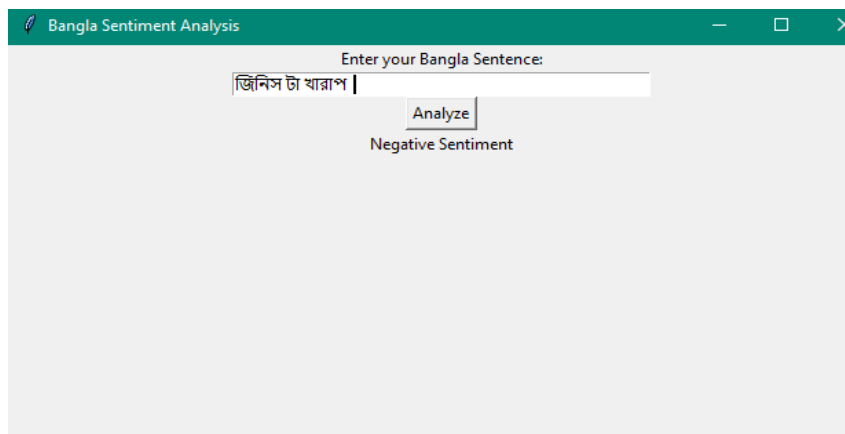 Bangla Sentiment Analysis
Enter your Bangla Sentence:
জিনিস টা খারাপ
Analyze
Negative Sentiment